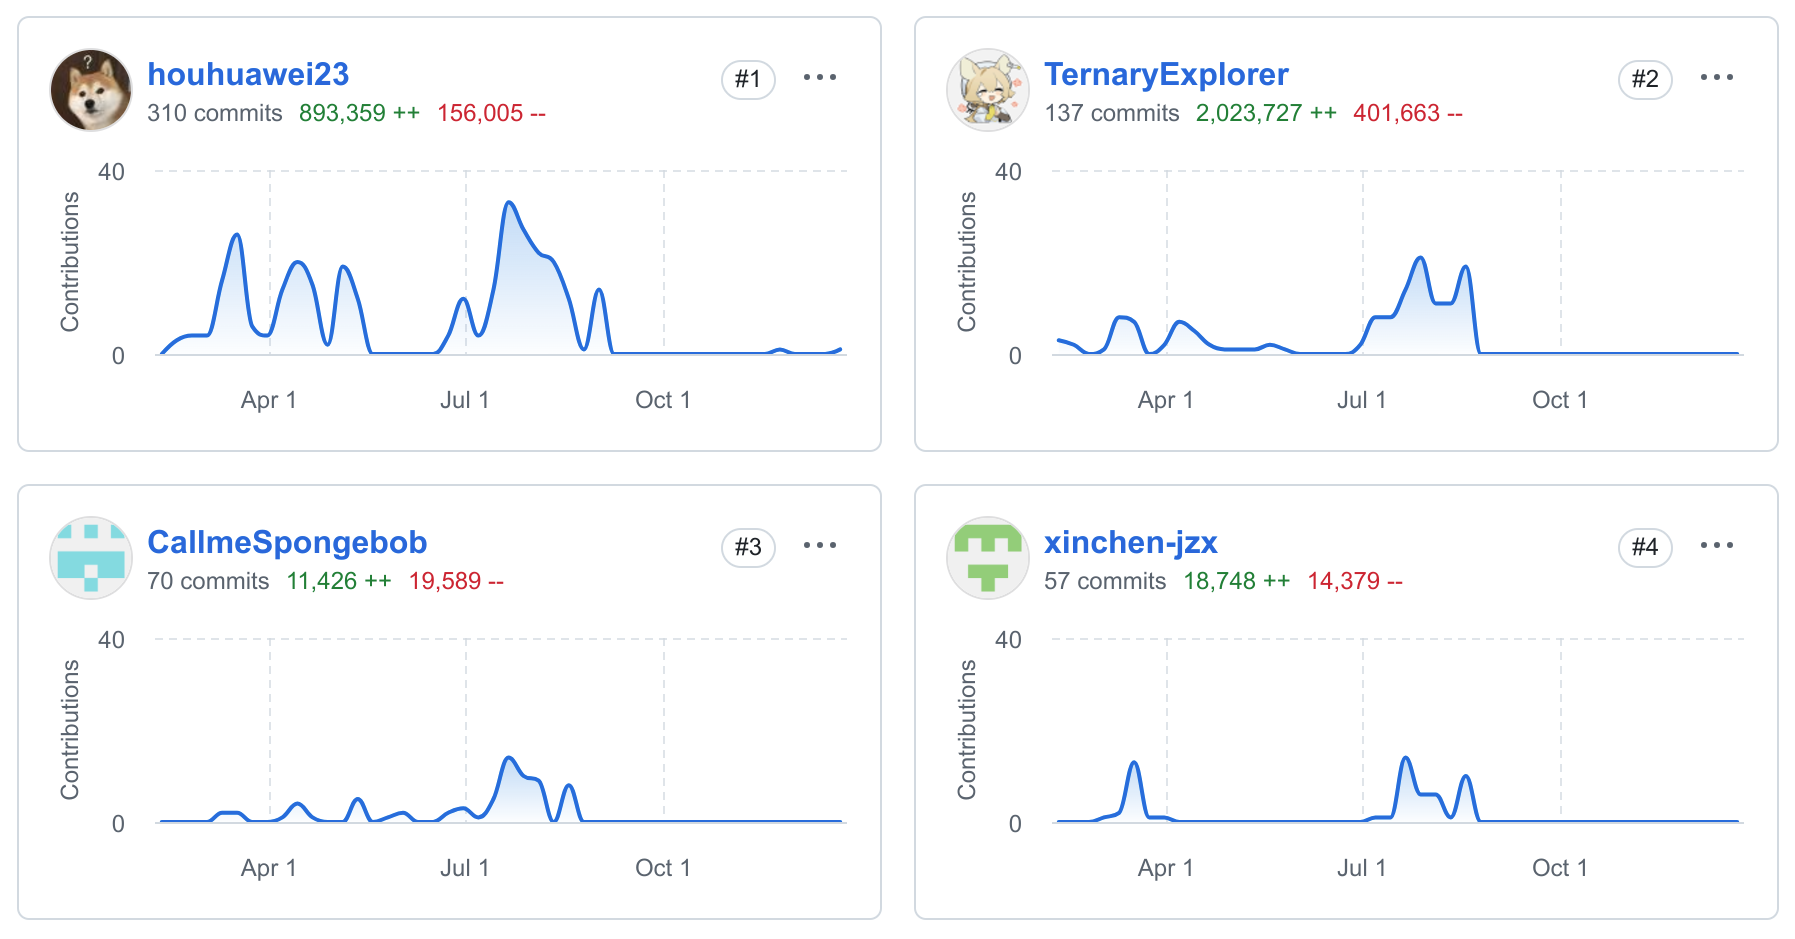 houhuawei23
#1
310 commits 893,359 ++ 156,005 --
40
Contributions
0
Apr 1 Jul 1 Oct 1
TernaryExplorer
#2
137 commits 2,023,727 ++ 401,663 --
40
Contributions
0
Apr 1 Jul 1 Oct 1
CallmeSpongebob
#3
70 commits 11,426 ++ 19,589 --
40
Contributions
0
Apr 1 Jul 1 Oct 1
xinchen-jzx
#4
57 commits 18,748 ++ 14,379 --
40
Contributions
0
Apr 1 Jul 1 Oct 1